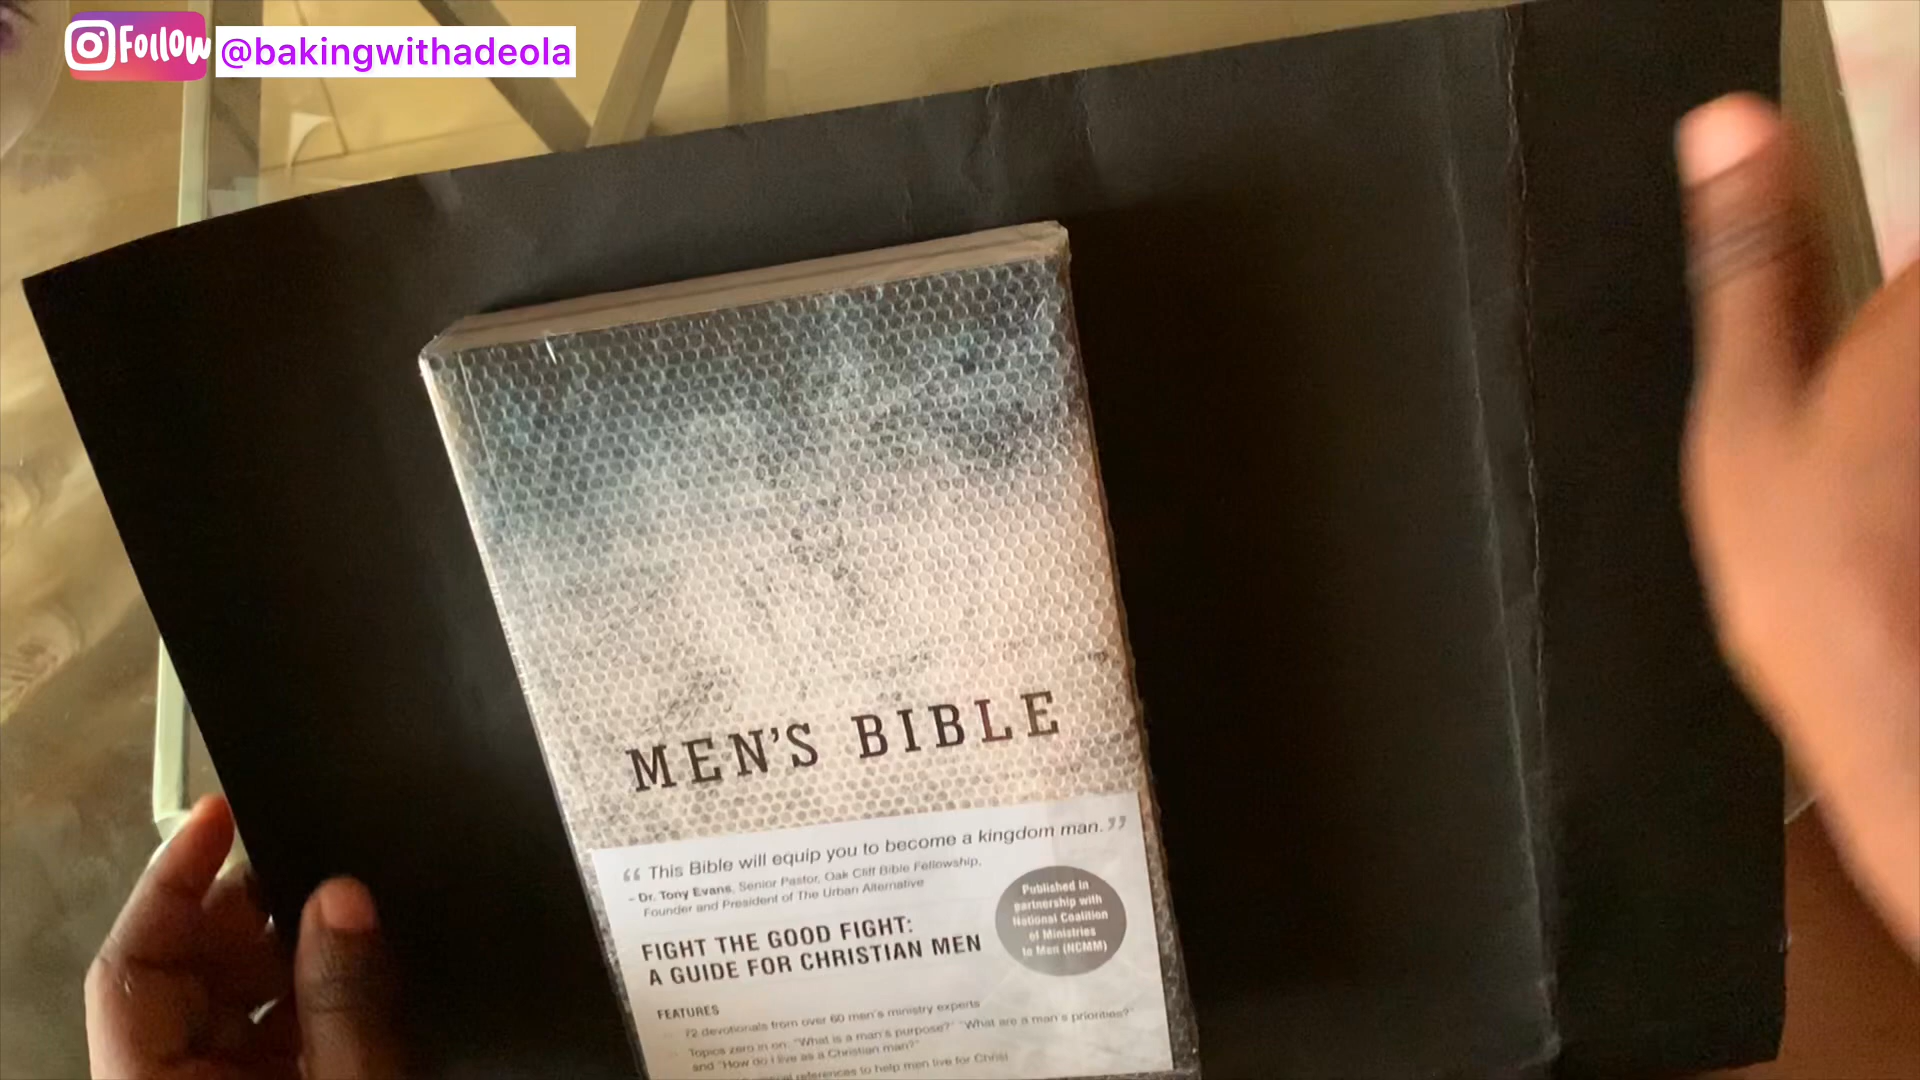 Follow @bakingwithadeola
MEN'S BIBLE
“ This Bible will equip you to become a kingdom man.”
– Dr. Tony Evans, Senior Pastor, Oak Cliff Bible Fellowship,
Founder and President of The Urban Alternative
Published in
partnership with
National Coalition
of Ministries
to Men (NCMM)
FIGHT THE GOOD FIGHT:
A GUIDE FOR CHRISTIAN MEN
FEATURES
72 devotionals from over 60 men's ministry experts
Topics zero in on: "What is a man's purpose?" "What are a man's priorities?"
and "How do I live as a Christian man?"
references to help men live for Christ